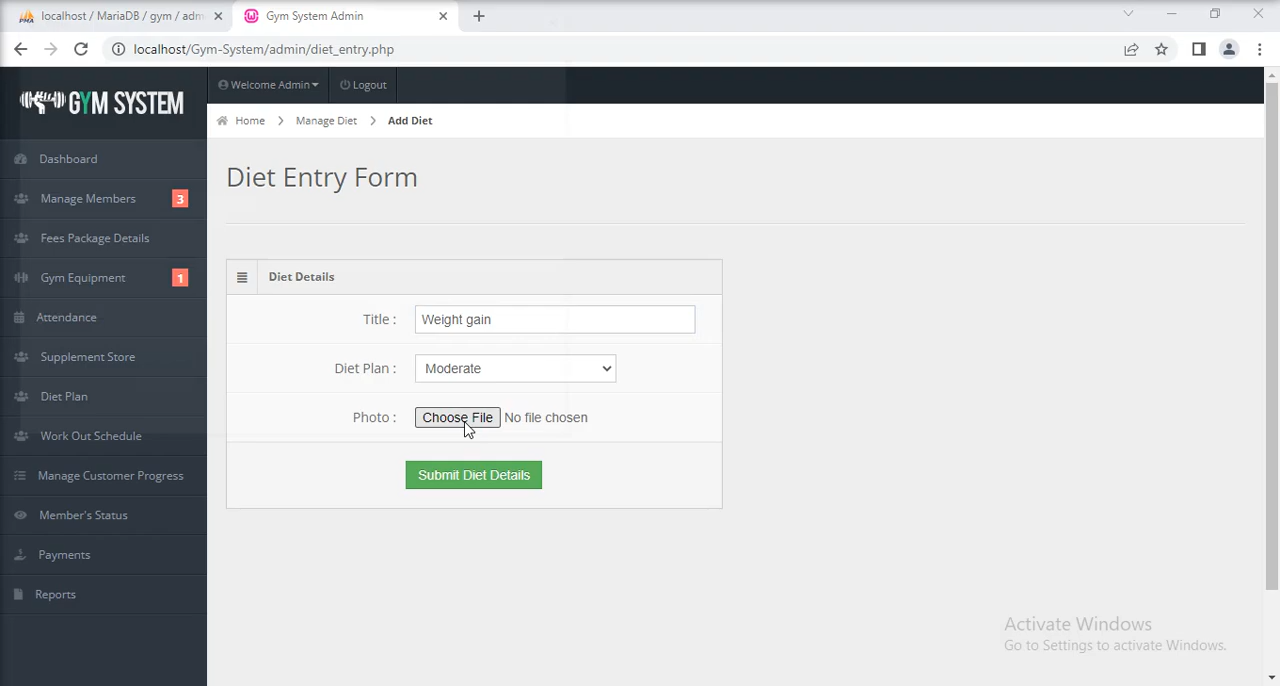 localhost / MariaDB / gym / adm
Gym System Admin
localhost/Gym-System/admin/diet_entry.php
GYM SYSTEM
Welcome Admin
Logout
Home > Manage Diet > Add Diet
Dashboard
Manage Members 3
Fees Package Details
Gym Equipment 1
Attendance
Supplement Store
Diet Plan
Work Out Schedule
Manage Customer Progress
Member's Status
Payments
Reports
Diet Entry Form
Diet Details
Title : Weight gain
Diet Plan : Moderate
Photo : Choose File No file chosen
Submit Diet Details
Activate Windows
Go to Settings to activate Windows.